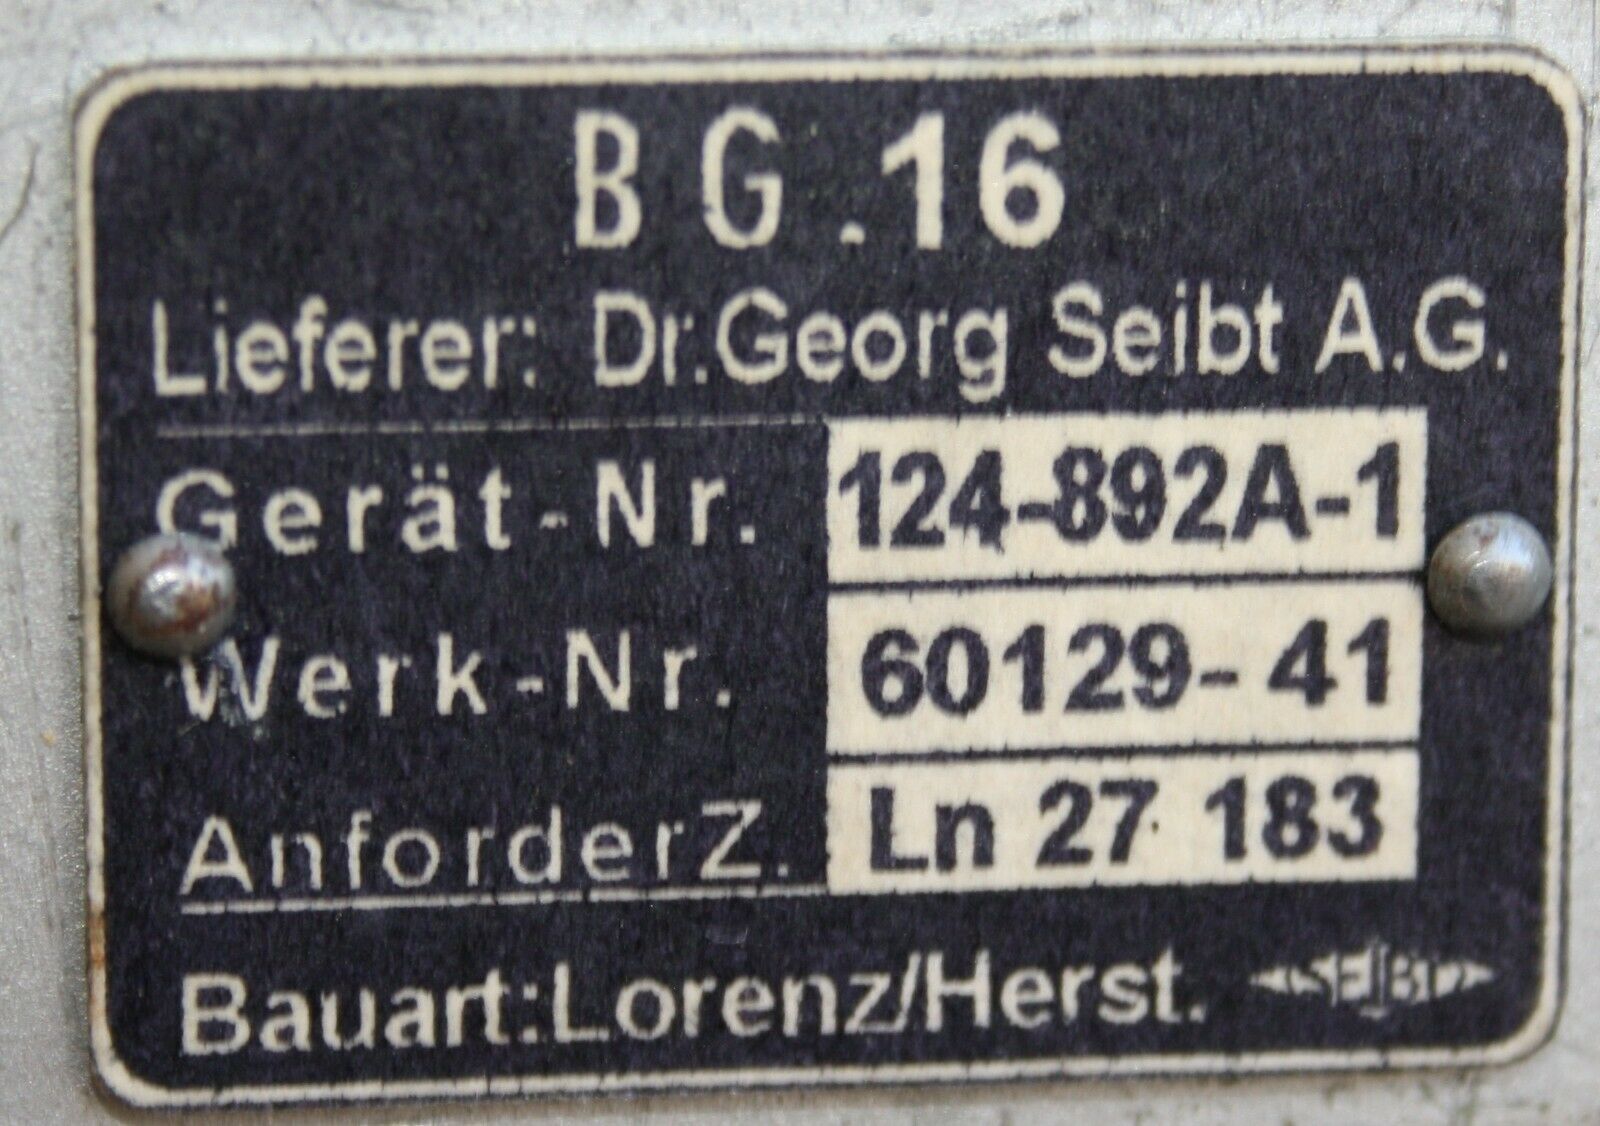 BG.16
Lieferer: Dr.Georg Seibt A.G.
Gerät-Nr. 124-892A-1
Werk-Nr. 60129-41
AnforderZ. Ln 27 183
Bauart:Lorenz/Herst. SEIBT